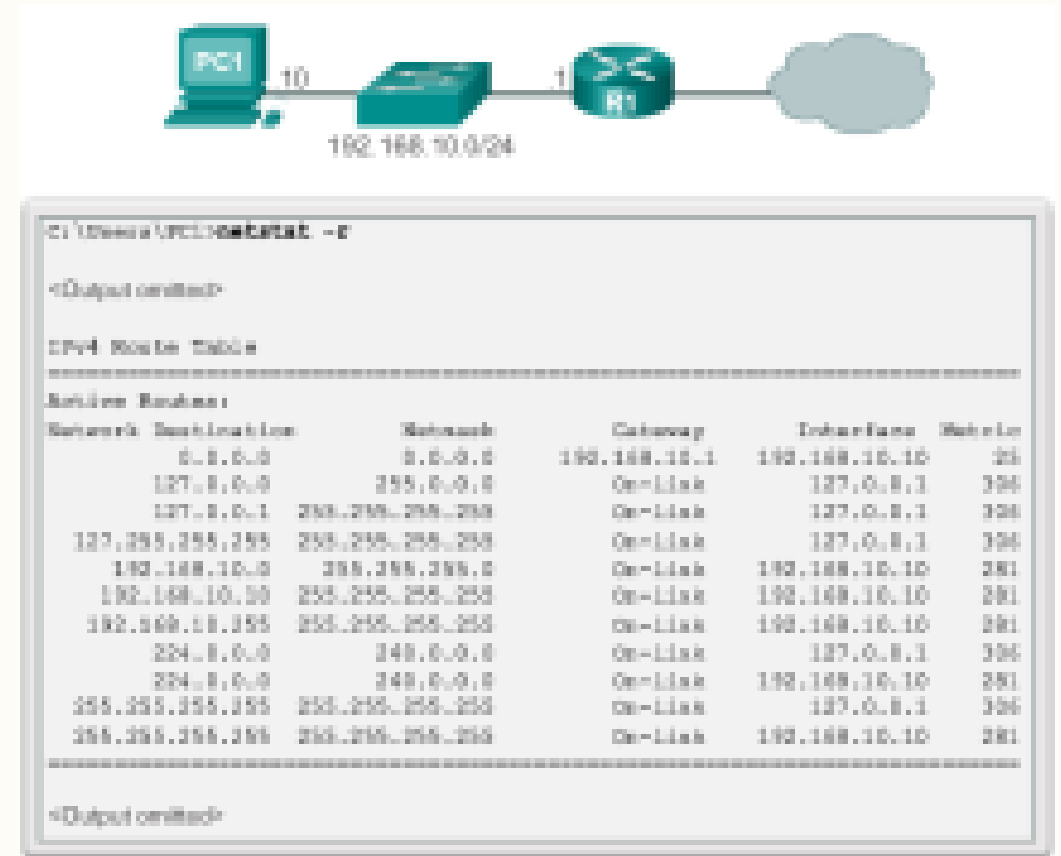 PC1
.10
.1
R1
192.168.10.0/24
C:\Users\PC1>netstat -r
<Output omitted>
IPv4 Route Table
Active Routes:
Network Destination Netmask Gateway Interface Metric
0.0.0.0 0.0.0.0 192.168.10.1 192.168.10.10 25
127.0.0.0 255.0.0.0 On-link 127.0.0.1 306
127.0.0.1 255.255.255.255 On-link 127.0.0.1 306
127.255.255.255 255.255.255.255 On-link 127.0.0.1 306
192.168.10.0 255.255.255.0 On-link 192.168.10.10 281
192.168.10.10 255.255.255.255 On-link 192.168.10.10 281
192.168.10.255 255.255.255.255 On-link 192.168.10.10 281
224.0.0.0 240.0.0.0 On-link 127.0.0.1 306
224.0.0.0 240.0.0.0 On-link 192.168.10.10 281
255.255.255.255 255.255.255.255 On-link 127.0.0.1 306
255.255.255.255 255.255.255.255 On-link 192.168.10.10 281
<Output omitted>